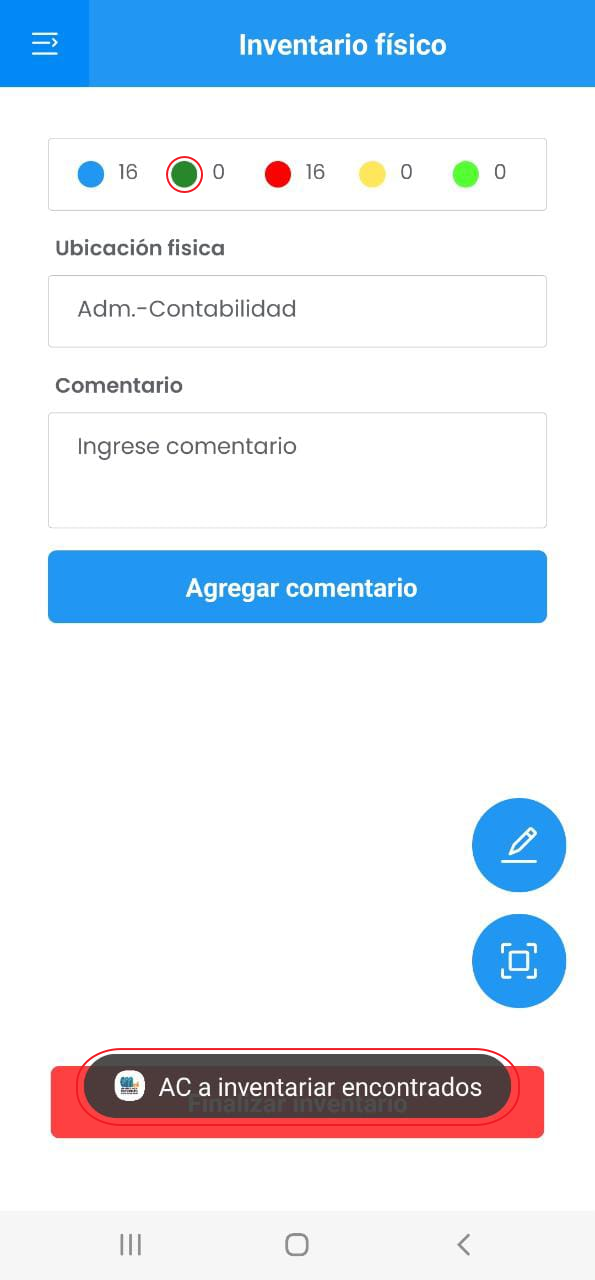 Inventario físico
16 0 16 0 0
Ubicación fisica
Adm.-Contabilidad
Comentario
Ingrese comentario
Agregar comentario
AC a inventariar encontrados
Finalizar inventario